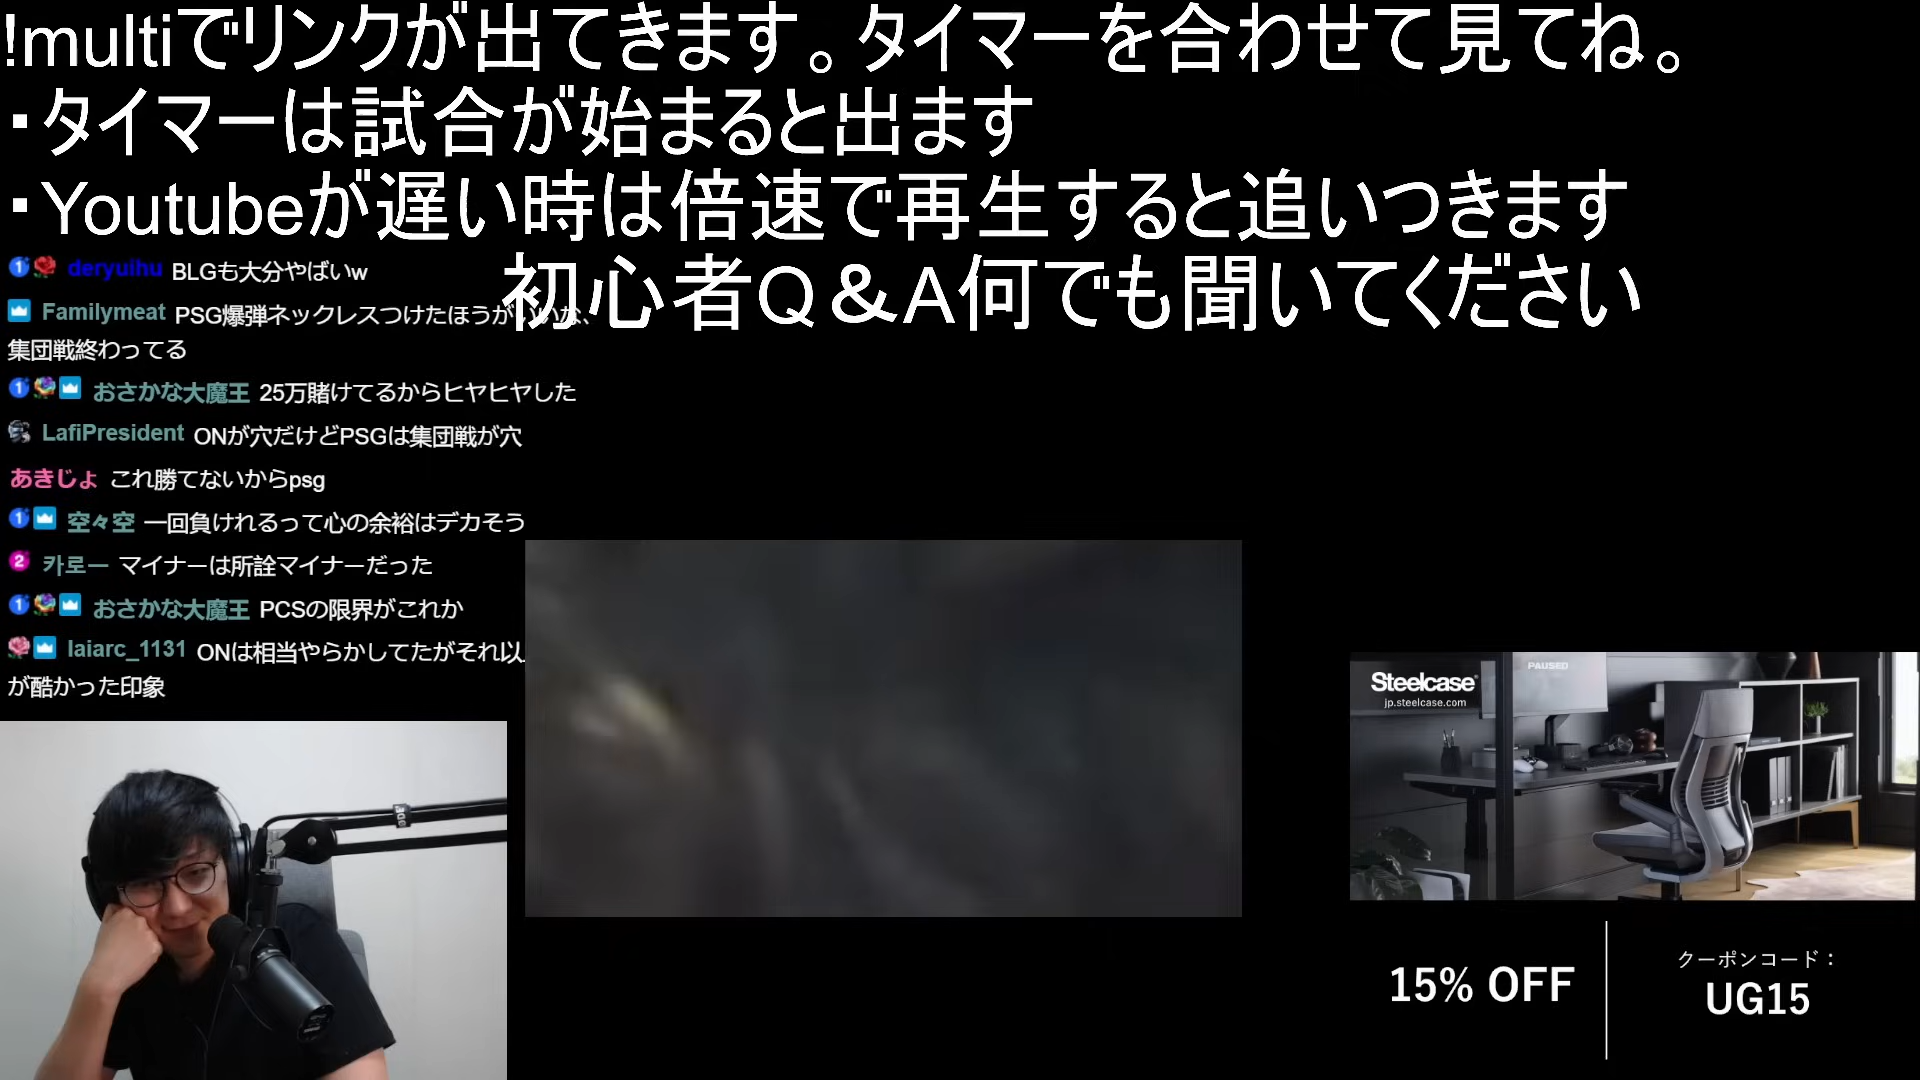 !multiでリンクが出てきます。タイマーを合わせて見てね。
・タイマーは試合が始まると出ます
・Youtubeが遅い時は倍速で再生すると追いつきます
初心者Q＆A何でも聞いてください
deryuihu BLGも大分やばいw
Familymeat PSG爆弾ネックレスつけたほうがいいな、
集団戦終わってる
おさかな大魔王 25万賭けてるからヒヤヒヤした
LafiPresident ONが穴だけどPSGは集団戦が穴
あきじょ これ勝てないからpsg
空々空 一回負けれるって心の余裕はデカそう
카로ー マイナーは所詮マイナーだった
おさかな大魔王 PCSの限界がこれか
laiarc_1131 ONは相当やらかしてたがそれ以
が酷かった印象
PAUSED
Steelcase
jp.steelcase.com
15% OFF
クーポンコード：
UG15